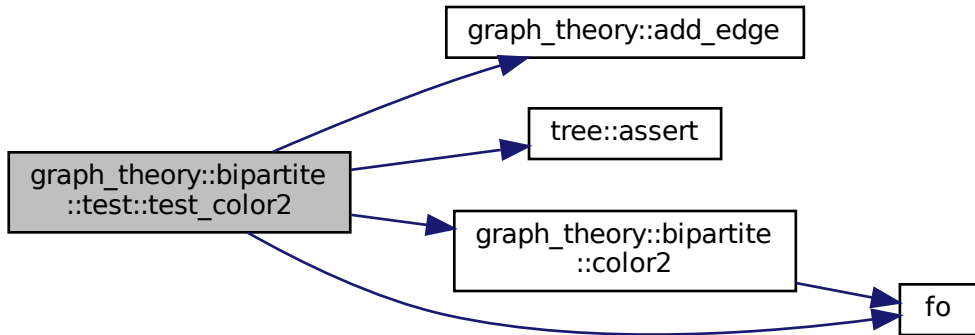 graph_theory::add_edge
tree::assert
graph_theory::bipartite
::test::test_color2
graph_theory::bipartite
::color2
fo